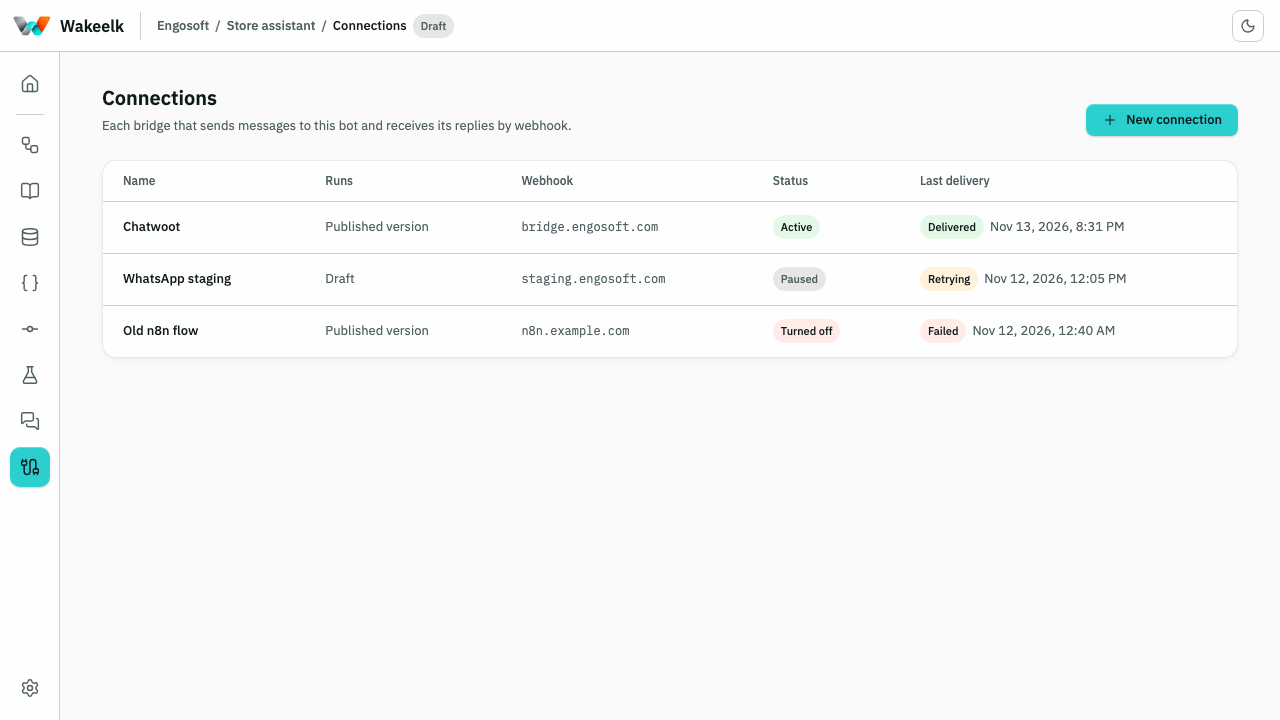 Wakeelk
Engosoft / Store assistant / Connections Draft
Connections
Each bridge that sends messages to this bot and receives its replies by webhook.
New connection
Name Runs Webhook Status Last delivery
Chatwoot Published version bridge.engosoft.com Active Delivered Nov 13, 2026, 8:31 PM
WhatsApp staging Draft staging.engosoft.com Paused Retrying Nov 12, 2026, 12:05 PM
Old n8n flow Published version n8n.example.com Turned off Failed Nov 12, 2026, 12:40 AM